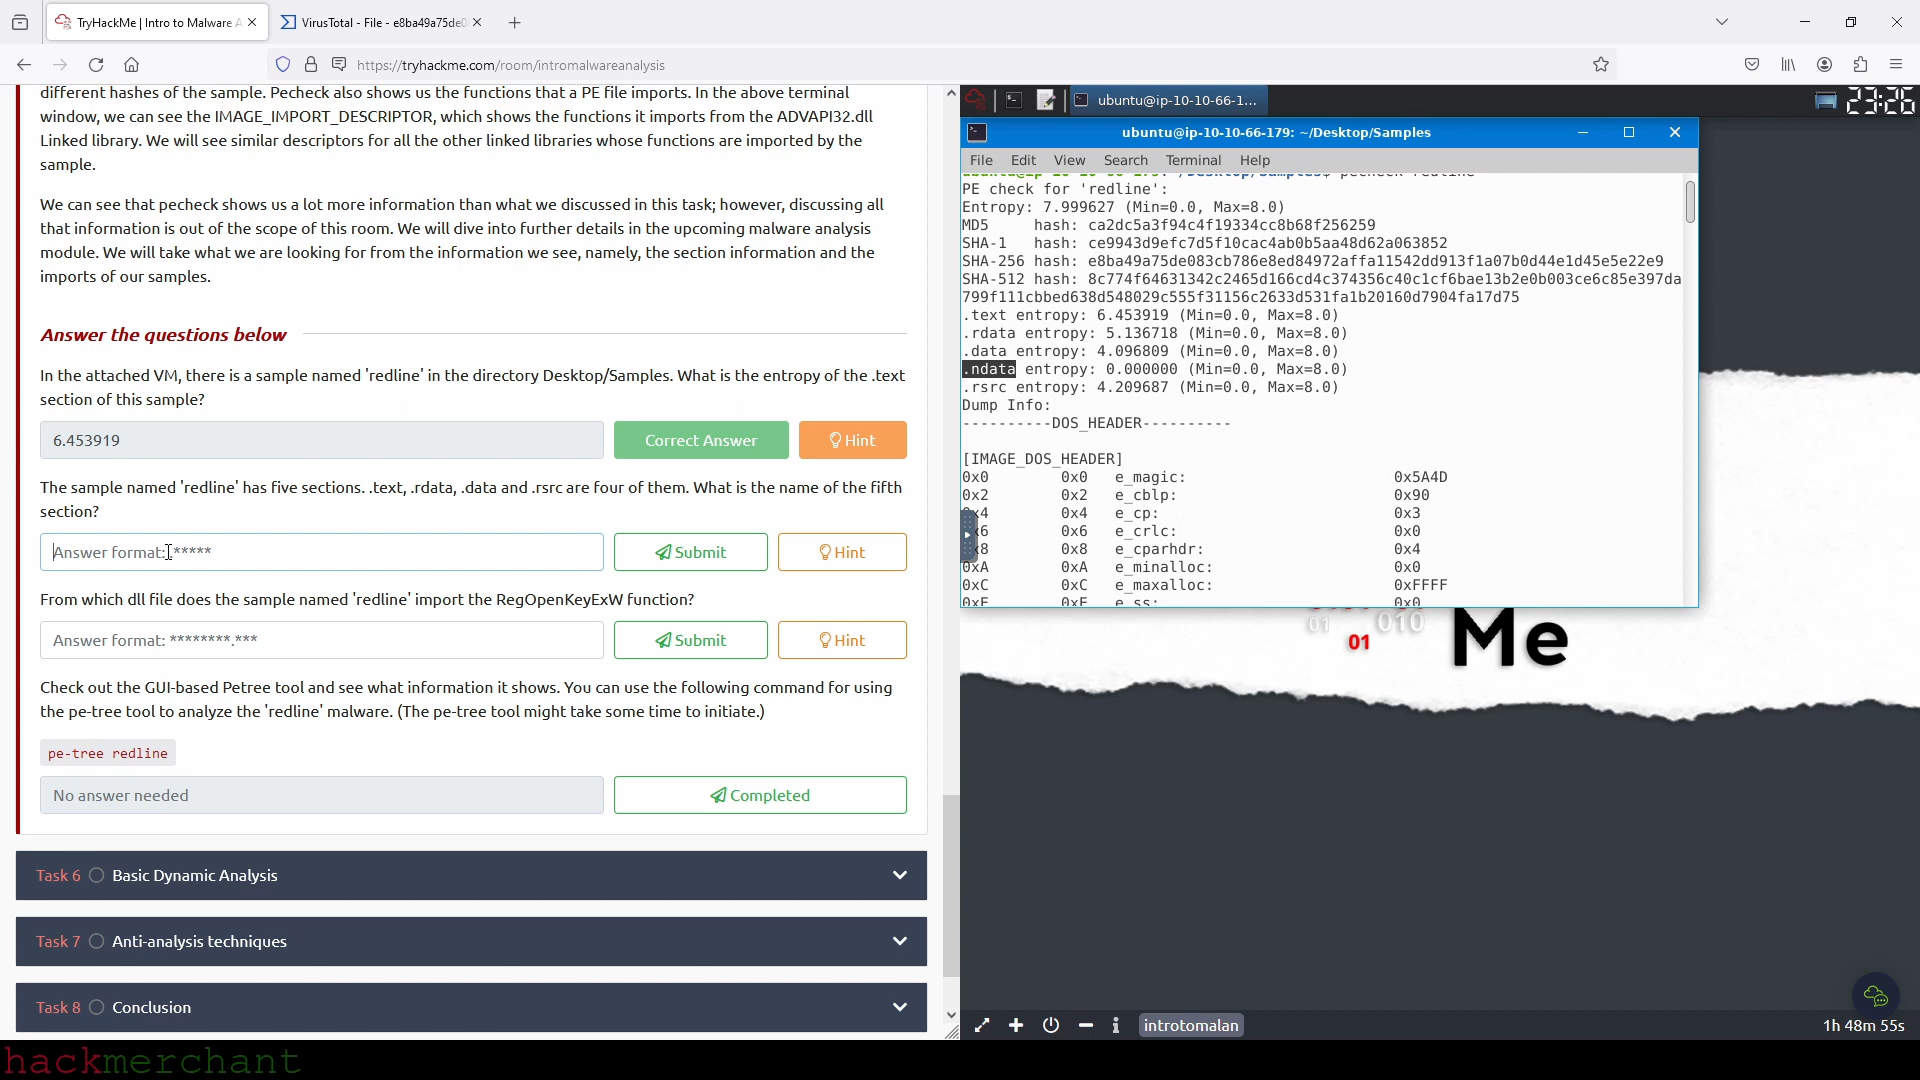 TryHackMe | Intro to Malware A
VirusTotal - File - e8ba49a75de0
https://tryhackme.com/room/intromalwareanalysis
different hashes of the sample. Pecheck also shows us the functions that a PE file imports. In the above terminal
window, we can see the IMAGE_IMPORT_DESCRIPTOR, which shows the functions it imports from the ADVAPI32.dll
Linked library. We will see similar descriptors for all the other linked libraries whose functions are imported by the
sample.
We can see that pecheck shows us a lot more information than what we discussed in this task; however, discussing all
that information is out of the scope of this room. We will dive into further details in the upcoming malware analysis
module. We will take what we are looking for from the information we see, namely, the section information and the
imports of our samples.
Answer the questions below
In the attached VM, there is a sample named 'redline' in the directory Desktop/Samples. What is the entropy of the .text
section of this sample?
6.453919
Correct Answer
Hint
The sample named 'redline' has five sections. .text, .rdata, .data and .rsrc are four of them. What is the name of the fifth
section?
Answer format: .*****
Submit
Hint
From which dll file does the sample named 'redline' import the RegOpenKeyExW function?
Answer format: ********.***
Submit
Hint
Check out the GUI-based Petree tool and see what information it shows. You can use the following command for using
the pe-tree tool to analyze the 'redline' malware. (The pe-tree tool might take some time to initiate.)
pe-tree redline
No answer needed
Completed
Task 6 Basic Dynamic Analysis
Task 7 Anti-analysis techniques
Task 8 Conclusion
hackmerchant
ubuntu@ip-10-10-66-1...
23:26
ubuntu@ip-10-10-66-179: ~/Desktop/Samples
File Edit View Search Terminal Help
PE check for 'redline':
Entropy: 7.999627 (Min=0.0, Max=8.0)
MD5     hash: ca2dc5a3f94c4f19334cc8b68f256259
SHA-1   hash: ce9943d9efc7d5f10cac4ab0b5aa48d62a063852
SHA-256 hash: e8ba49a75de083cb786e8ed84972affa11542dd913f1a07b0d44e1d45e5e22e9
SHA-512 hash: 8c774f64631342c2465d166cd4c374356c40c1cf6bae13b2e0b003ce6c85e397da
799f111cbbed638d548029c555f31156c2633d531fa1b20160d7904fa17d75
.text entropy: 6.453919 (Min=0.0, Max=8.0)
.rdata entropy: 5.136718 (Min=0.0, Max=8.0)
.data entropy: 4.096809 (Min=0.0, Max=8.0)
.ndata entropy: 0.000000 (Min=0.0, Max=8.0)
.rsrc entropy: 4.209687 (Min=0.0, Max=8.0)
Dump Info:
----------DOS_HEADER----------
[IMAGE_DOS_HEADER]
0x0 0x0 e_magic: 0x5A4D
0x2 0x2 e_cblp: 0x90
0x4 0x4 e_cp: 0x3
0x6 0x6 e_crlc: 0x0
0x8 0x8 e_cparhdr: 0x4
0xA 0xA e_minalloc: 0x0
0xC 0xC e_maxalloc: 0xFFFF
0xE 0xE e_ss: 0x0
01 010
01
Me
introtomalan
1h 48m 55s